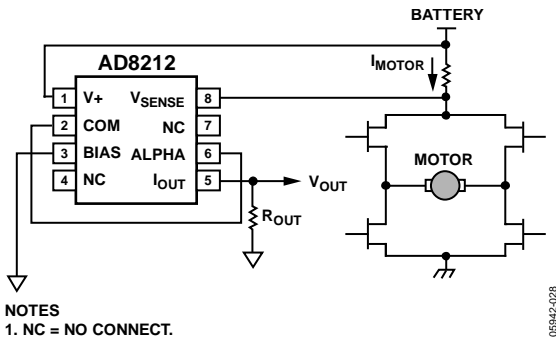 BATTERY
AD8212
IMOTOR
1 V+ VSENSE 8
2 COM NC 7
3 BIAS ALPHA 6
4 NC IOUT 5
MOTOR
VOUT
ROUT
NOTES
1. NC = NO CONNECT.
05942-028